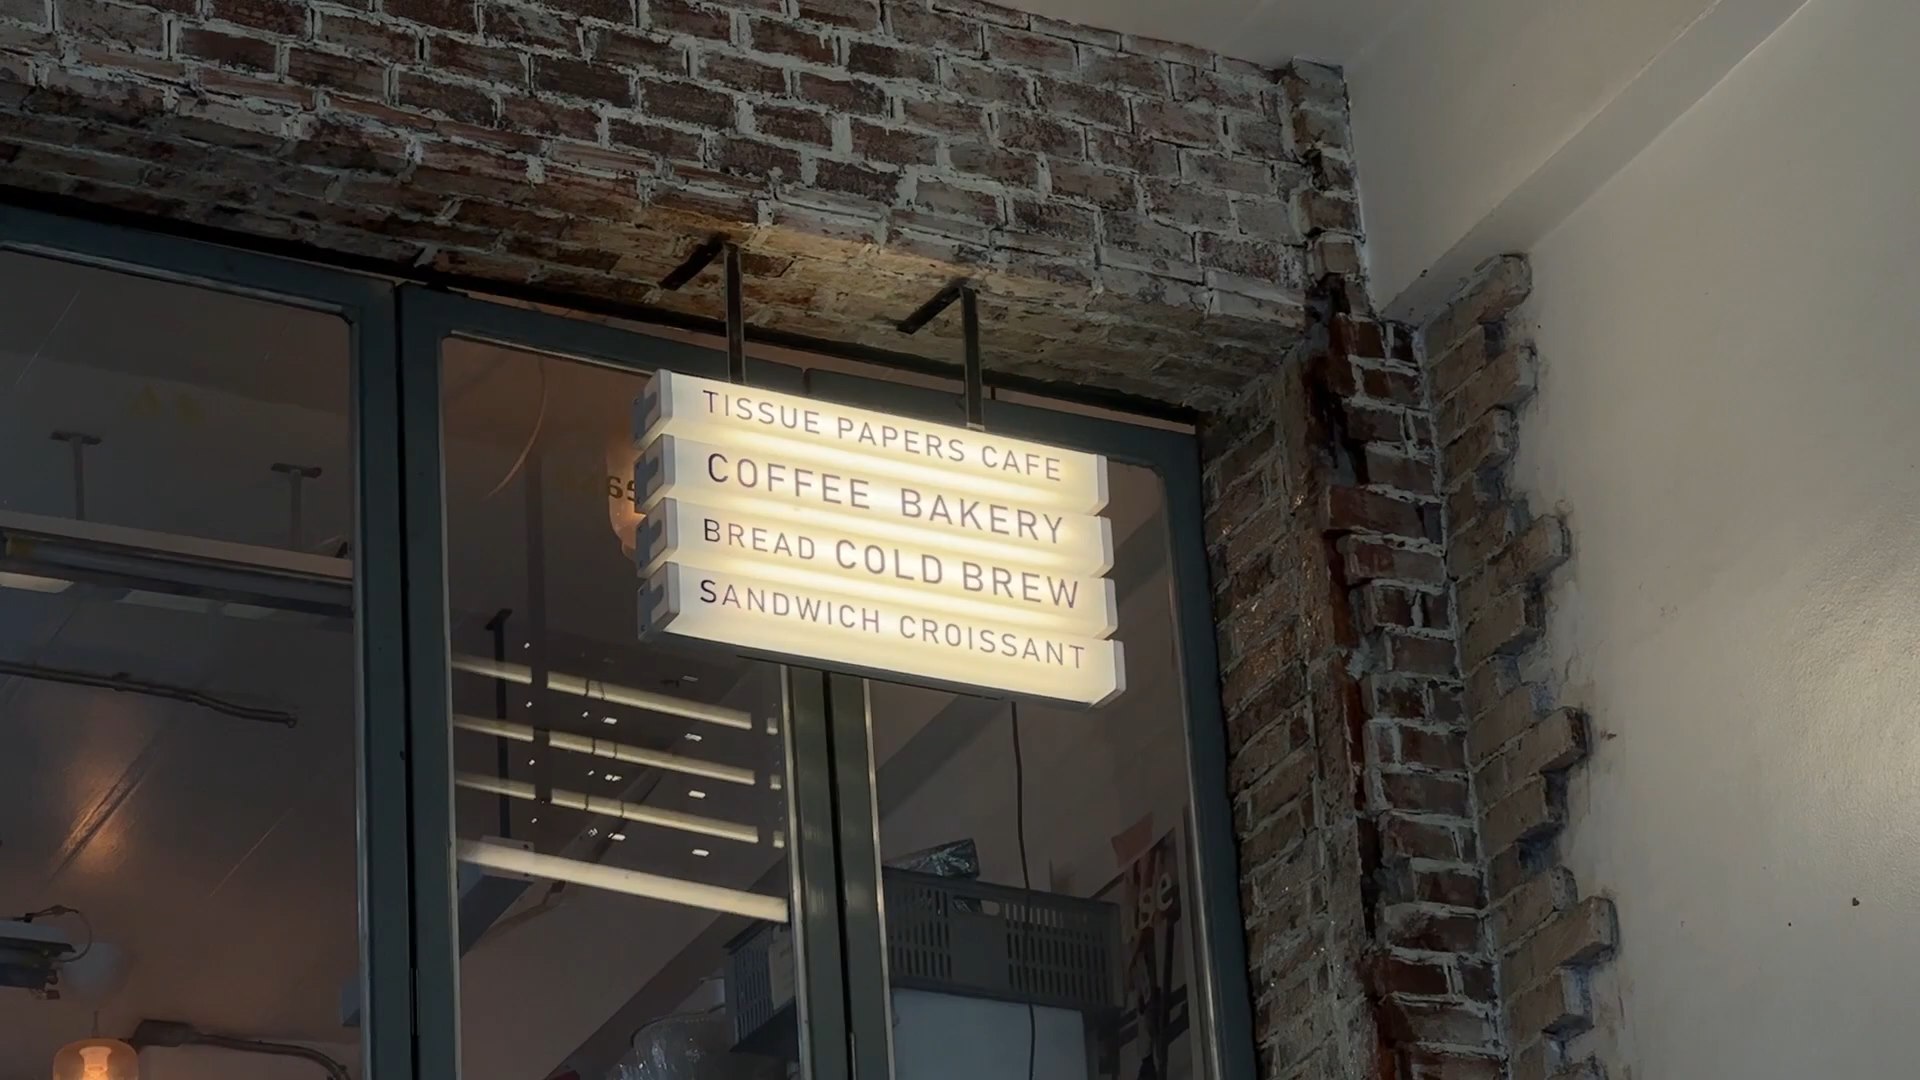 TISSUE PAPERS CAFE
COFFEE BAKERY
BREAD COLD BREW
SANDWICH CROISSANT